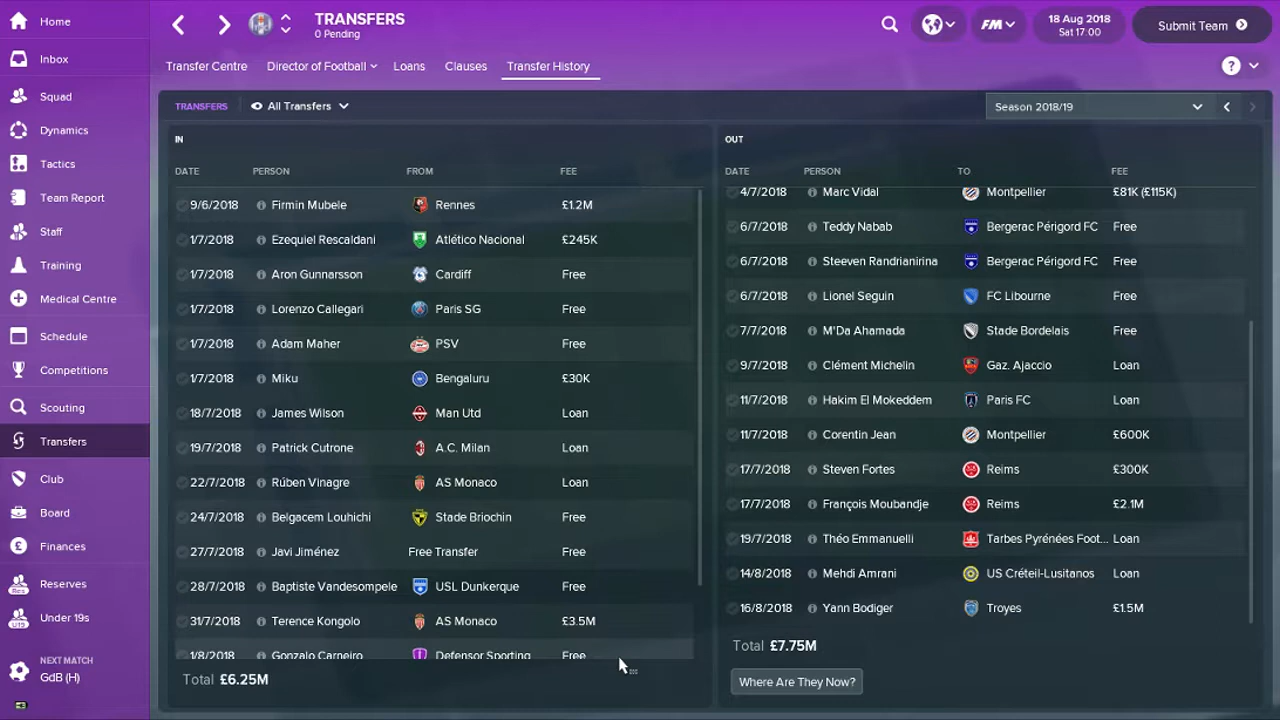 Home
Inbox
Squad
Dynamics
Tactics
Team Report
Staff
Training
Medical Centre
Schedule
Competitions
Scouting
Transfers
Club
Board
Finances
Reserves
Under 19s
NEXT MATCH
GdB (H)
TRANSFERS
0 Pending
FM
18 Aug 2018
Sat 17:00
Submit Team
Transfer Centre
Director of Football
Loans
Clauses
Transfer History
?
TRANSFERS
All Transfers
Season 2018/19
IN
DATE PERSON FROM FEE
9/6/2018 Firmin Mubele Rennes £1.2M
1/7/2018 Ezequiel Rescaldani Atlético Nacional £245K
1/7/2018 Aron Gunnarsson Cardiff Free
1/7/2018 Lorenzo Callegari Paris SG Free
1/7/2018 Adam Maher PSV Free
1/7/2018 Miku Bengaluru £30K
18/7/2018 James Wilson Man Utd Loan
19/7/2018 Patrick Cutrone A.C. Milan Loan
22/7/2018 Rúben Vinagre AS Monaco Loan
24/7/2018 Belgacem Louhichi Stade Briochin Free
27/7/2018 Javi Jiménez Free Transfer Free
28/7/2018 Baptiste Vandesompele USL Dunkerque Free
31/7/2018 Terence Kongolo AS Monaco £3.5M
1/8/2018 Gonzalo Carneiro Defensor Sporting Free
Total £6.25M
OUT
DATE PERSON TO FEE
4/7/2018 Marc Vidal Montpellier £81K (£115K)
6/7/2018 Teddy Nabab Bergerac Périgord FC Free
6/7/2018 Steeven Randrianirina Bergerac Périgord FC Free
6/7/2018 Lionel Seguin FC Libourne Free
7/7/2018 M'Da Ahamada Stade Bordelais Free
9/7/2018 Clément Michelin Gaz. Ajaccio Loan
11/7/2018 Hakim El Mokeddem Paris FC Loan
11/7/2018 Corentin Jean Montpellier £600K
17/7/2018 Steven Fortes Reims £300K
17/7/2018 François Moubandje Reims £2.1M
19/7/2018 Théo Emmanuelli Tarbes Pyrénées Foot... Loan
14/8/2018 Mehdi Amrani US Créteil-Lusitanos Loan
16/8/2018 Yann Bodiger Troyes £1.5M
Total £7.75M
Where Are They Now?